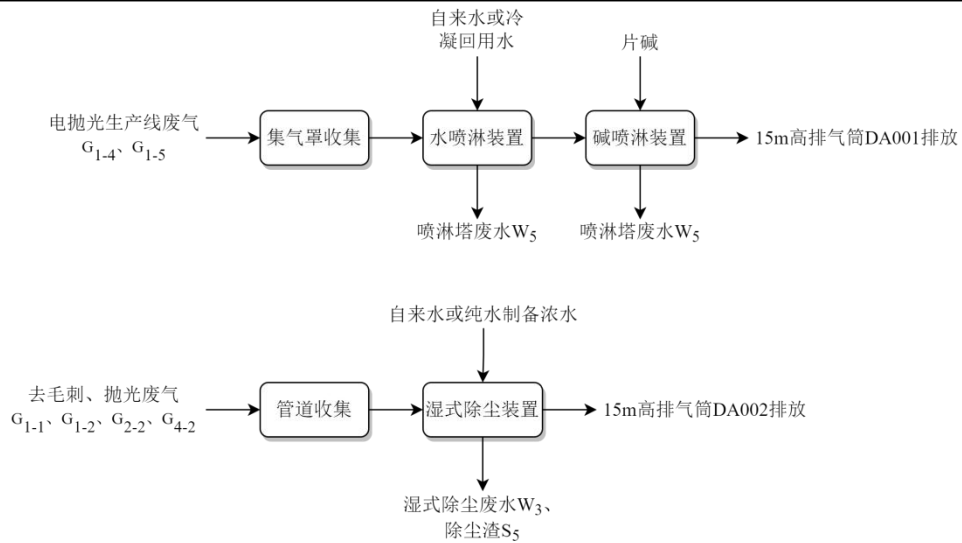 自来水或冷
凝回用水
片碱
电抛光生产线废气
G1-4、G1-5
集气罩收集
水喷淋装置
碱喷淋装置
15m高排气筒DA001排放
喷淋塔废水W5
喷淋塔废水W5
自来水或纯水制备浓水
去毛刺、抛光废气
G1-1、G1-2、G2-2、G4-2
管道收集
湿式除尘装置
15m高排气筒DA002排放
湿式除尘废水W3、
除尘渣S5